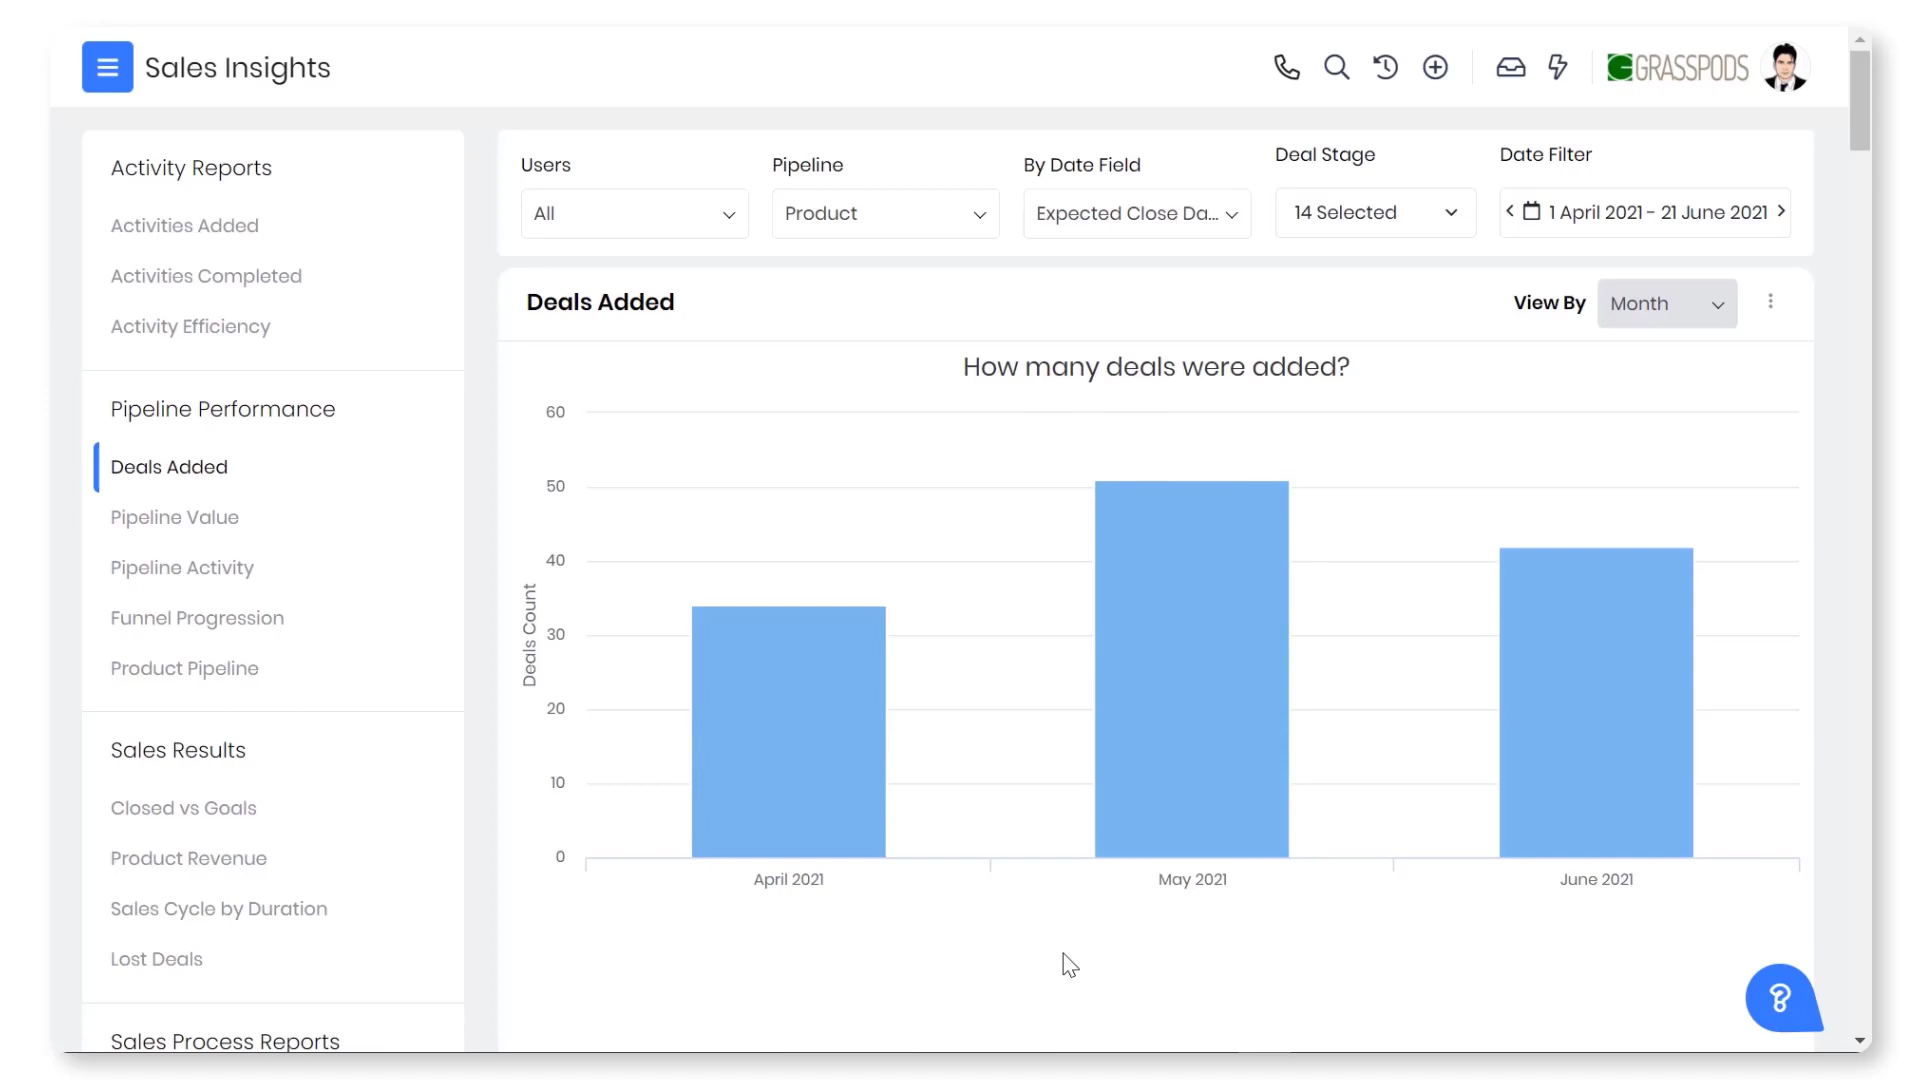 Sales Insights
GRASSPODS
Activity Reports
Activities Added
Activities Completed
Activity Efficiency
Pipeline Performance
Deals Added
Pipeline Value
Pipeline Activity
Funnel Progression
Product Pipeline
Sales Results
Closed vs Goals
Product Revenue
Sales Cycle by Duration
Lost Deals
Sales Process Reports
Users
All
Pipeline
Product
By Date Field
Expected Close Da...
Deal Stage
14 Selected
Date Filter
1 April 2021 - 21 June 2021
Deals Added
View By
Month
How many deals were added?
Deals Count
60
50
40
30
20
10
0
April 2021
May 2021
June 2021
?